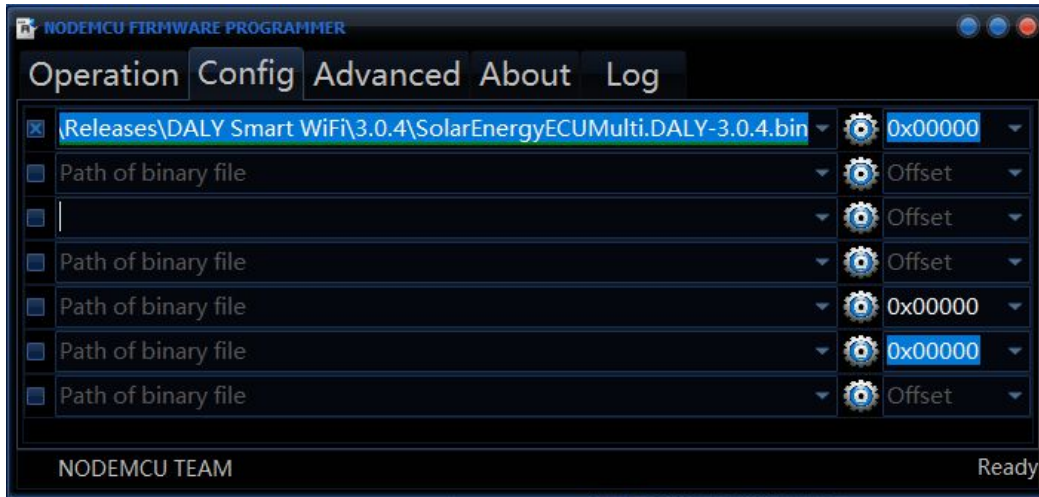 NODEMCU FIRMWARE PROGRAMMER
Operation Config Advanced About Log
\Releases\DALY Smart WiFi\3.0.4\SolarEnergyECUMulti.DALY-3.0.4.bin 0x00000
Path of binary file Offset
Offset
Path of binary file Offset
Path of binary file 0x00000
Path of binary file 0x00000
Path of binary file Offset
NODEMCU TEAM Ready